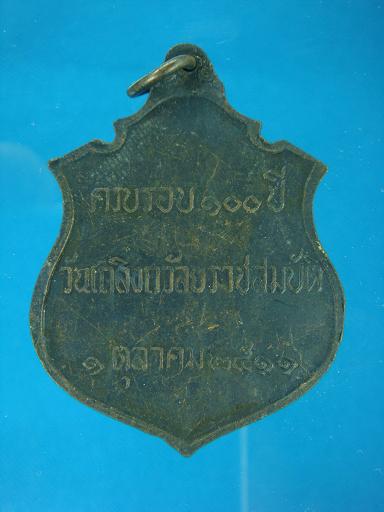 ครบรอบ ๑๐๐ ปี
วันเถลิงถวัลยราชสมบัติ
๑ ตุลาคม ๒๕๑๑